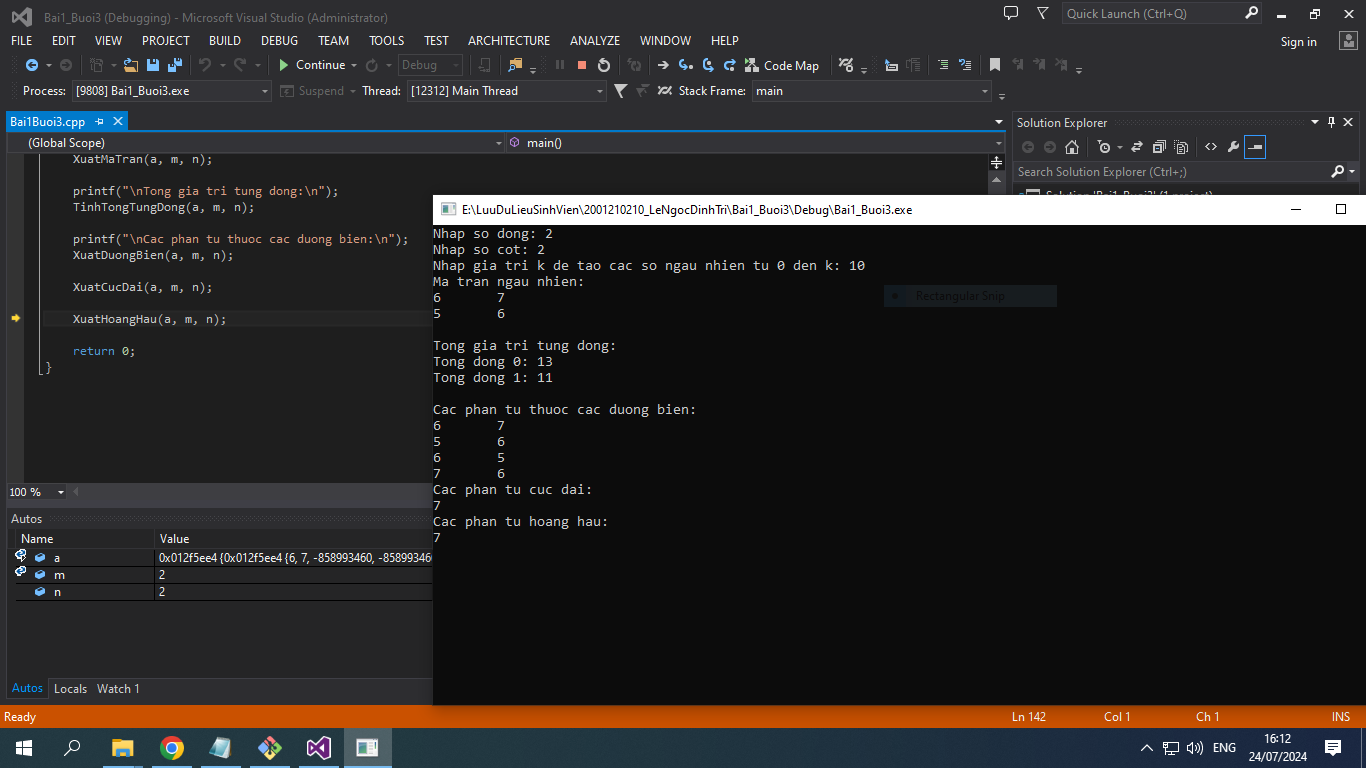 Bai1_Buoi3 (Debugging) - Microsoft Visual Studio (Administrator)
Quick Launch (Ctrl+Q)
FILE EDIT VIEW PROJECT BUILD DEBUG TEAM TOOLS TEST ARCHITECTURE ANALYZE WINDOW HELP
Sign in
Continue
Debug
Code Map
Process: [9808] Bai1_Buoi3.exe
Suspend
Thread: [12312] Main Thread
Stack Frame: main
Bai1Buoi3.cpp
(Global Scope)
main()
XuatMaTran(a, m, n);
printf("\nTong gia tri tung dong:\n");
TinhTongTungDong(a, m, n);
printf("\nCac phan tu thuoc cac duong bien:\n");
XuatDuongBien(a, m, n);
XuatCucDai(a, m, n);
XuatHoangHau(a, m, n);
return 0;
}
100 %
Solution Explorer
Search Solution Explorer (Ctrl+;)
Solution 'Bai1_Buoi3' (1 project)
E:\LuuDuLieuSinhVien\2001210210_LeNgocDinhTri\Bai1_Buoi3\Debug\Bai1_Buoi3.exe
Nhap so dong: 2
Nhap so cot: 2
Nhap gia tri k de tao cac so ngau nhien tu 0 den k: 10
Ma tran ngau nhien:
6 7
5 6
Rectangular Snip
Tong gia tri tung dong:
Tong dong 0: 13
Tong dong 1: 11
Cac phan tu thuoc cac duong bien:
6 7
5 6
6 5
7 6
Cac phan tu cuc dai:
7
Cac phan tu hoang hau:
7
Autos
Name Value
a 0x012f5ee4 {0x012f5ee4 {6, 7, -858993460, -858993460
m 2
n 2
Autos Locals Watch 1
Ready
Ln 142 Col 1 Ch 1 INS
ENG
16:12
24/07/2024